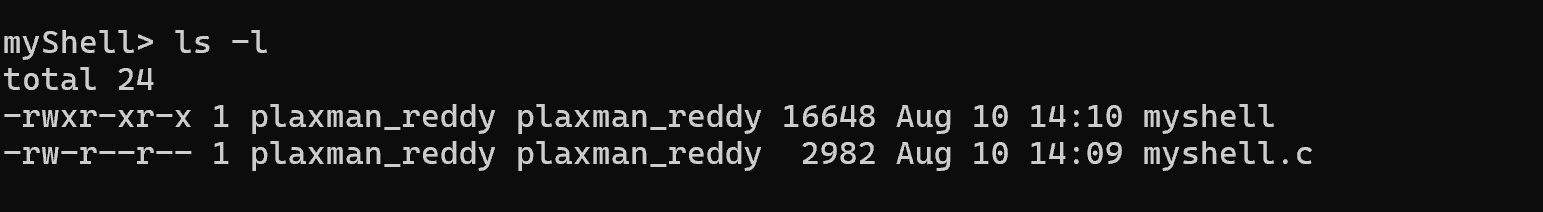 myShell> ls -l
total 24
-rwxr-xr-x 1 plaxman_reddy plaxman_reddy 16648 Aug 10 14:10 myshell
-rw-r--r-- 1 plaxman_reddy plaxman_reddy  2982 Aug 10 14:09 myshell.c